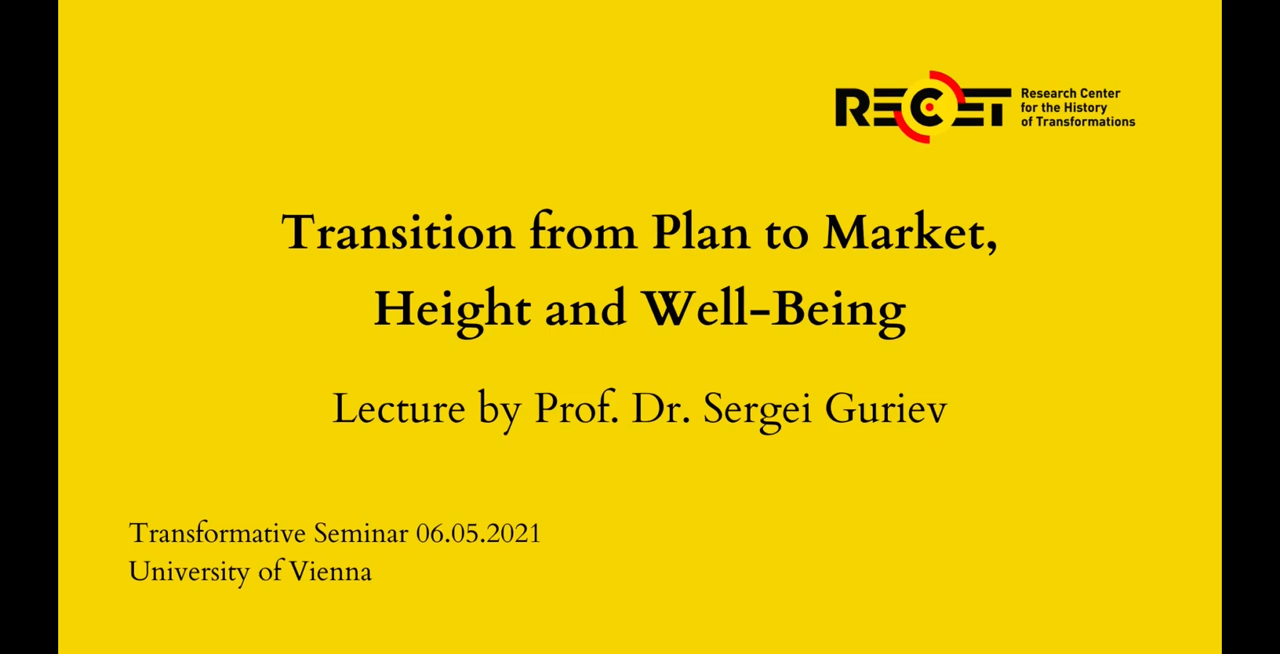 RECET
Research Center
for the History
of Transformations
Transition from Plan to Market,
Height and Well-Being
Lecture by Prof. Dr. Sergei Guriev
Transformative Seminar 06.05.2021
University of Vienna